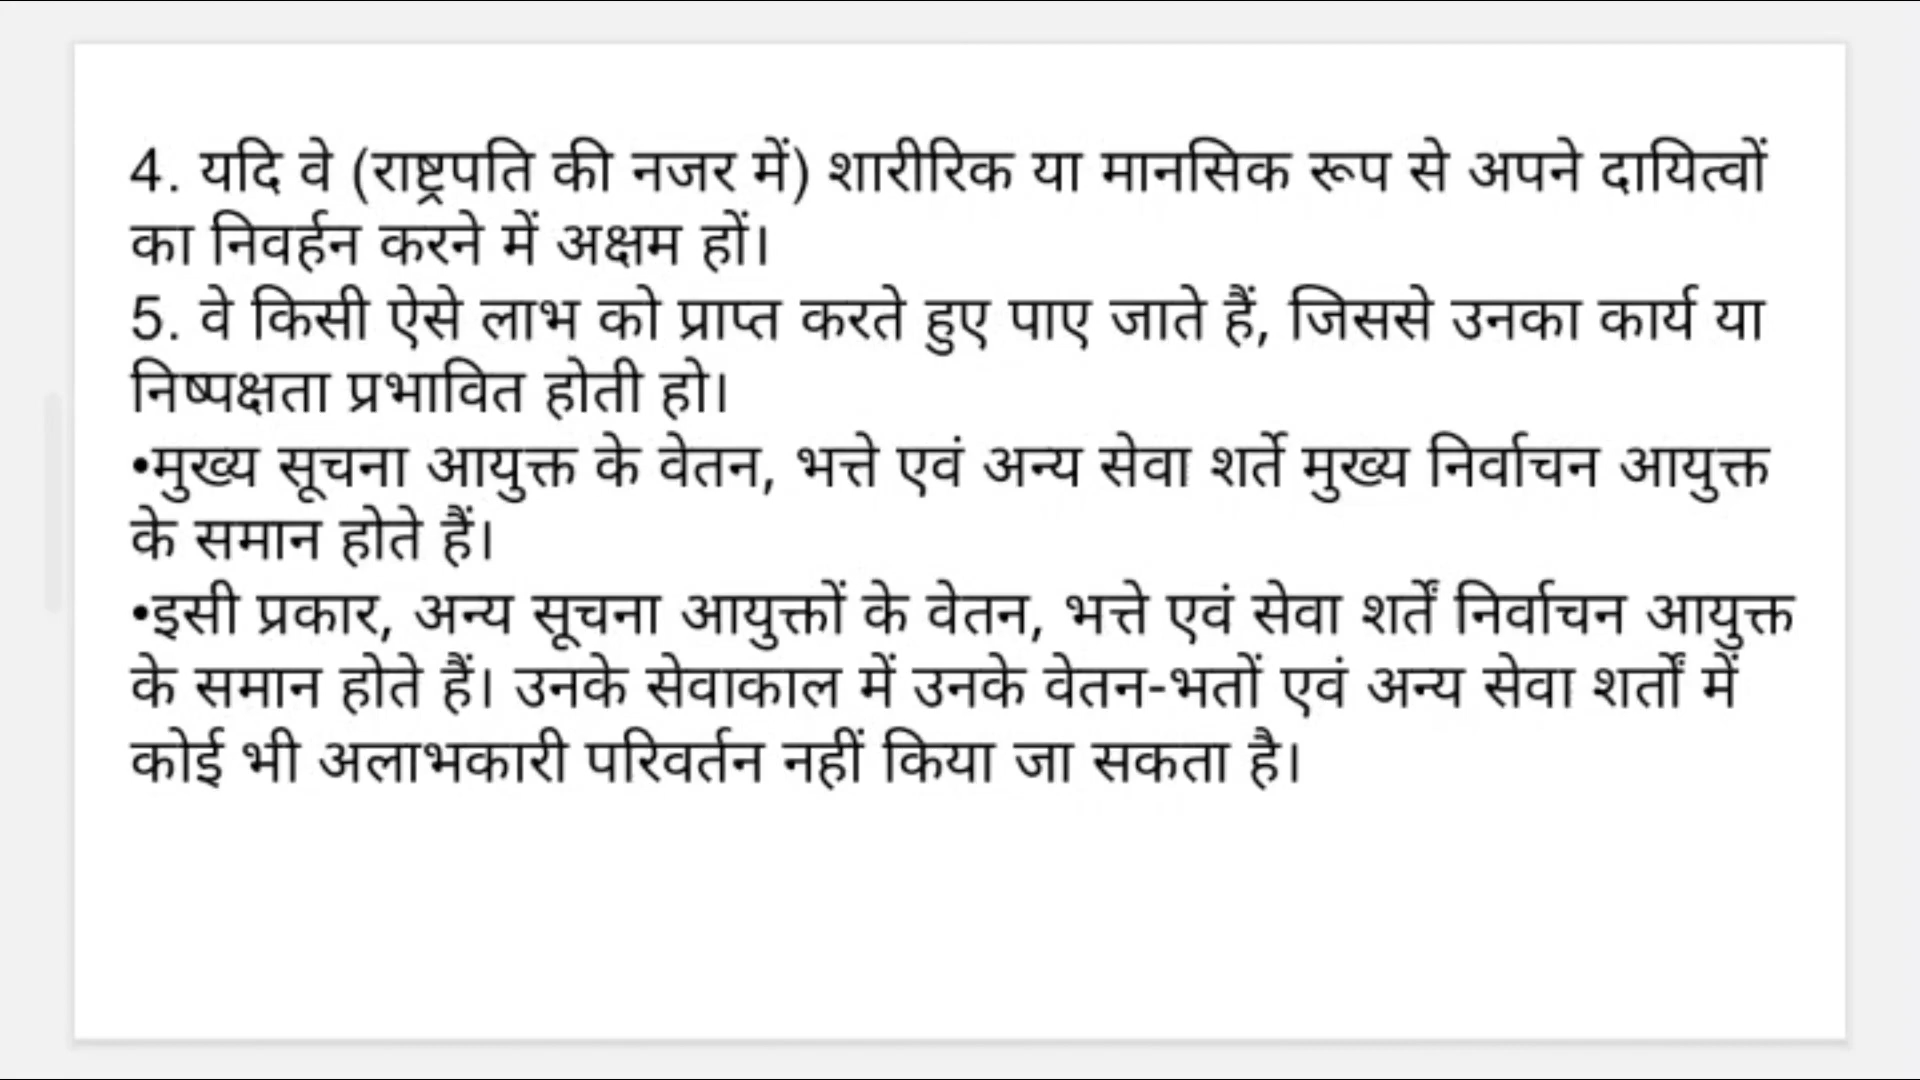 4. यदि वे (राष्ट्रपति की नजर में) शारीरिक या मानसिक रूप से अपने दायित्वों
का निवर्हन करने में अक्षम हों।
5. वे किसी ऐसे लाभ को प्राप्त करते हुए पाए जाते हैं, जिससे उनका कार्य या
निष्पक्षता प्रभावित होती हो।
•मुख्य सूचना आयुक्त के वेतन, भत्ते एवं अन्य सेवा शर्ते मुख्य निर्वाचन आयुक्त
के समान होते हैं।
•इसी प्रकार, अन्य सूचना आयुक्तों के वेतन, भत्ते एवं सेवा शर्तें निर्वाचन आयुक्त
के समान होते हैं। उनके सेवाकाल में उनके वेतन-भतों एवं अन्य सेवा शर्तों में
कोई भी अलाभकारी परिवर्तन नहीं किया जा सकता है।